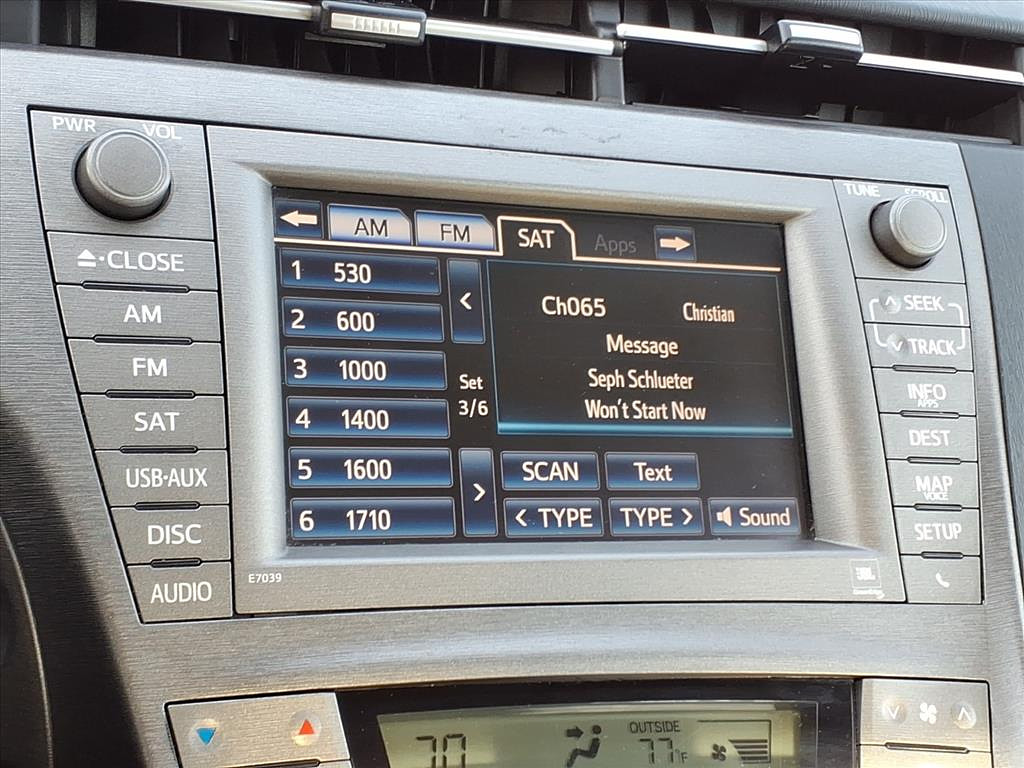 PWR VOL
TUNE SCROLL
AM FM SAT Apps
CLOSE
AM
FM
SAT
USB·AUX
DISC
AUDIO
1 530
2 600
3 1000
4 1400
5 1600
6 1710
<
Set
3/6
>
Ch065 Christian
Message
Seph Schlueter
Won't Start Now
SCAN Text
< TYPE TYPE > Sound
SEEK
TRACK
INFO
APPS
DEST
MAP
VOICE
SETUP
E7039
JBL
70
OUTSIDE
77°F